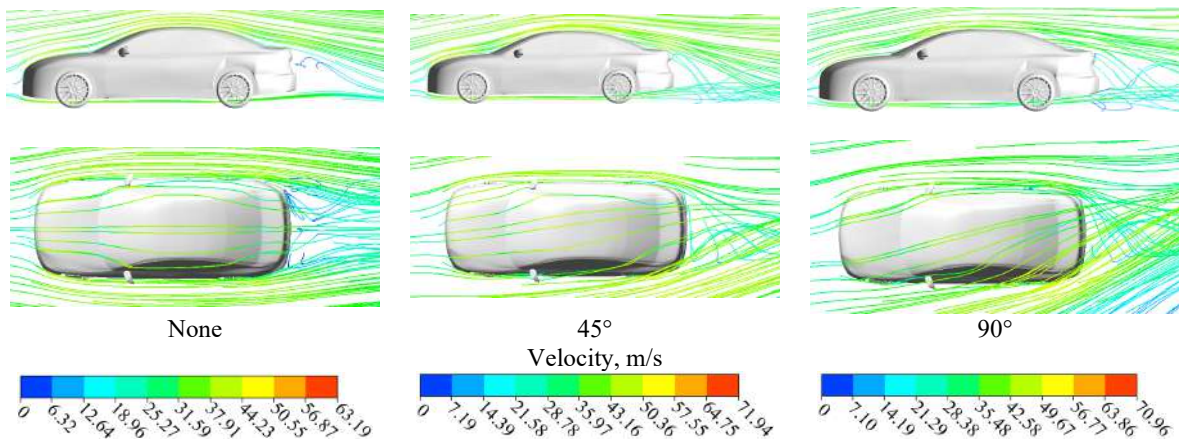 None 45° 90°
Velocity, m/s
0 6.32 12.64 18.96 25.27 31.59 37.91 44.23 50.55 56.87 63.19
0 7.19 14.39 21.58 28.78 35.97 43.16 50.36 57.55 64.75 71.94
0 7.10 14.19 21.29 28.38 35.48 42.58 49.67 56.77 63.86 70.96